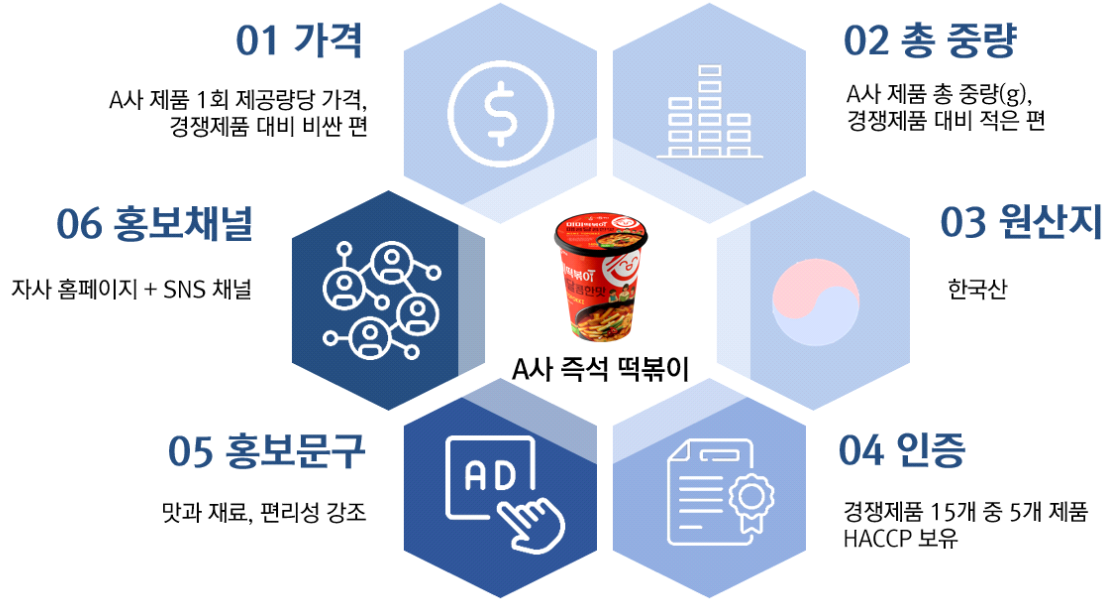 01 가격
A사 제품 1회 제공량당 가격,
경쟁제품 대비 비싼 편
02 총 중량
A사 제품 총 중량(g),
경쟁제품 대비 적은 편
06 홍보채널
자사 홈페이지 + SNS 채널
03 원산지
한국산
떡볶이
A사 즉석 떡볶이
05 홍보문구
맛과 재료, 편리성 강조
AD
04 인증
경쟁제품 15개 중 5개 제품
HACCP 보유